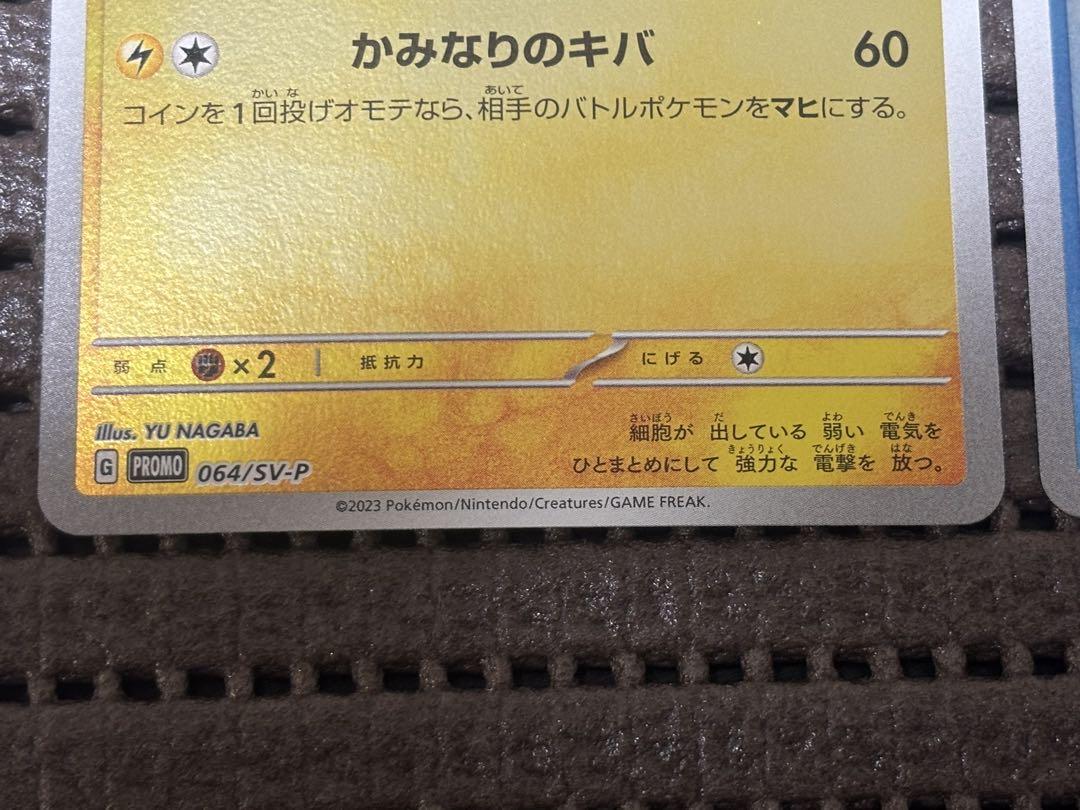 かみなりのキバ 60
コインを1回投げオモテなら、相手のバトルポケモンをマヒにする。
弱点 ×2 抵抗力 にげる
Illus. YU NAGABA
細胞が 出している 弱い 電気を
ひとまとめにして 強力な 電撃を 放つ。
G PROMO 064/SV-P
©2023 Pokémon/Nintendo/Creatures/GAME FREAK.